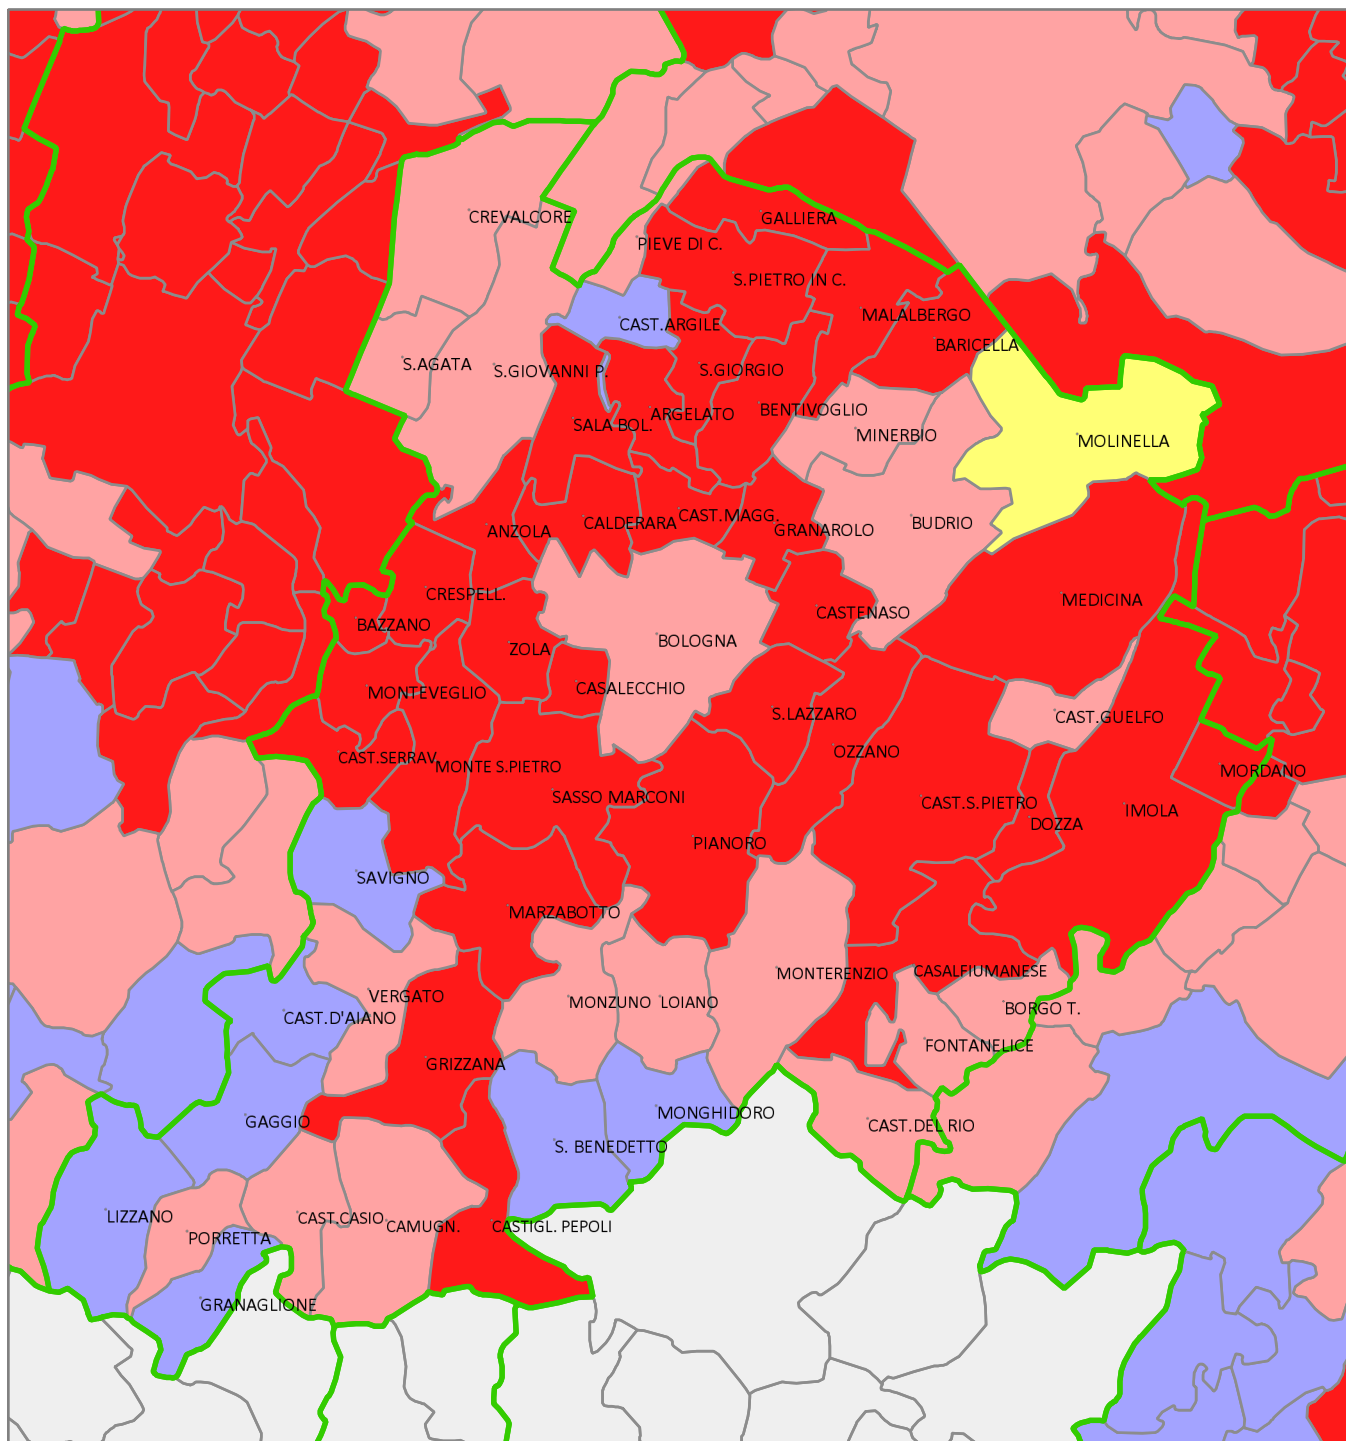 CREVALCORE
GALLIERA
PIEVE DI C.
S.PIETRO IN C.
MALALBERGO
CAST.ARGILE
BARICELLA
S.AGATA
S.GIOVANNI P.
S.GIORGIO
BENTIVOGLIO
ARGELATO
SALA BOL.
MINERBIO
MOLINELLA
CAST.MAGG.
CALDERARA
BUDRIO
ANZOLA
GRANAROLO
CRESPELL.
MEDICINA
CASTENASO
BAZZANO
BOLOGNA
ZOLA
CASALECCHIO
MONTEVEGLIO
S.LAZZARO
CAST.GUELFO
OZZANO
CAST.SERRAV.
MONTE S.PIETRO
MORDANO
SASSO MARCONI
CAST.S.PIETRO
IMOLA
DOZZA
PIANORO
SAVIGNO
MARZABOTTO
CASALFIUMANESE
MONTERENZIO
VERGATO
MONZUNO
LOIANO
BORGO T.
CAST.D'AIANO
FONTANELICE
GRIZZANA
MONGHIDORO
GAGGIO
CAST.DEL RIO
S. BENEDETTO
LIZZANO
CAST.CASIO
CAMUGN.
CASTIGL. PEPOLI
PORRETTA
GRANAGLIONE